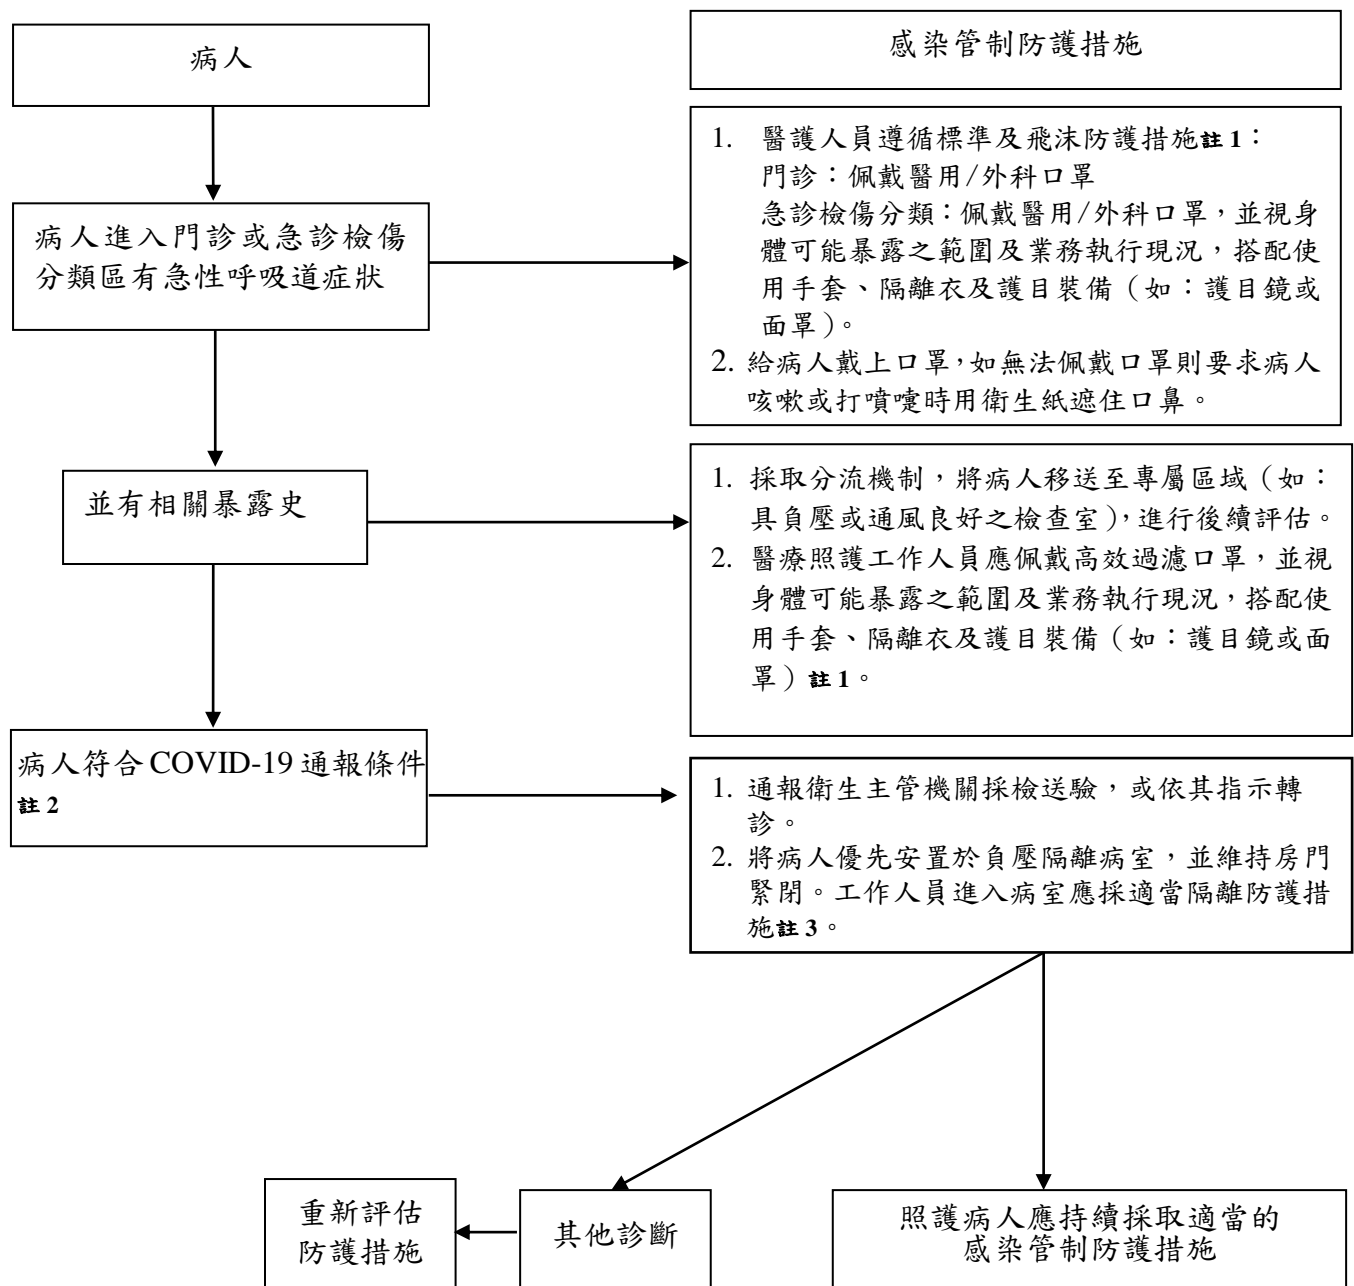 病人
感染管制防護措施
病人進入門診或急診檢傷
分類區有急性呼吸道症狀
1. 醫護人員遵循標準及飛沫防護措施註1：
門診：佩戴醫用/外科口罩
急診檢傷分類：佩戴醫用/外科口罩，並視身
體可能暴露之範圍及業務執行現況，搭配使
用手套、隔離衣及護目裝備（如：護目鏡或
面罩）。
2. 給病人戴上口罩，如無法佩戴口罩則要求病人
咳嗽或打噴嚏時用衛生紙遮住口鼻。
並有相關暴露史
1. 採取分流機制，將病人移送至專屬區域（如：
具負壓或通風良好之檢查室），進行後續評估。
2. 醫療照護工作人員應佩戴高效過濾口罩，並視
身體可能暴露之範圍及業務執行現況，搭配使
用手套、隔離衣及護目裝備（如：護目鏡或面
罩）註1。
病人符合COVID-19通報條件
註2
1. 通報衛生主管機關採檢送驗，或依其指示轉
診。
2. 將病人優先安置於負壓隔離病室，並維持房門
緊閉。工作人員進入病室應採適當隔離防護措
施註3。
重新評估
防護措施
其他診斷
照護病人應持續採取適當的
感染管制防護措施